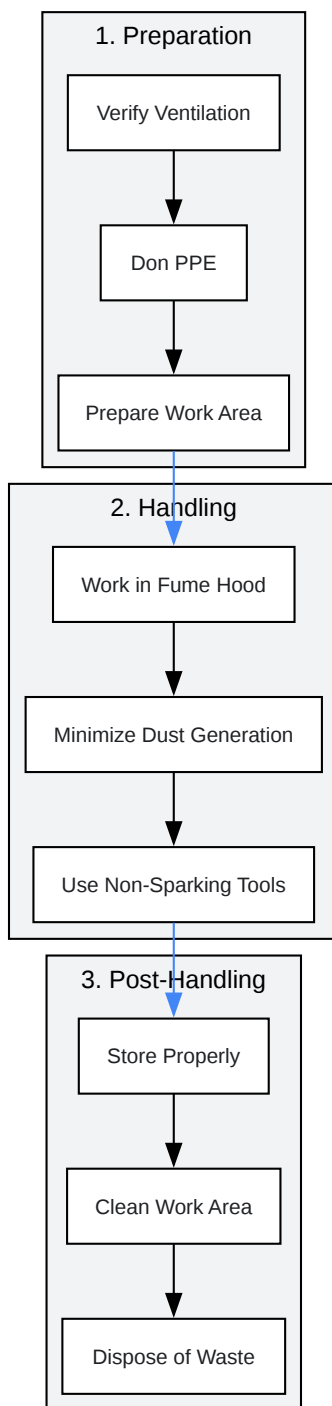 1. Preparation
Verify Ventilation
Don PPE
Prepare Work Area
2. Handling
Work in Fume Hood
Minimize Dust Generation
Use Non-Sparking Tools
3. Post-Handling
Store Properly
Clean Work Area
Dispose of Waste